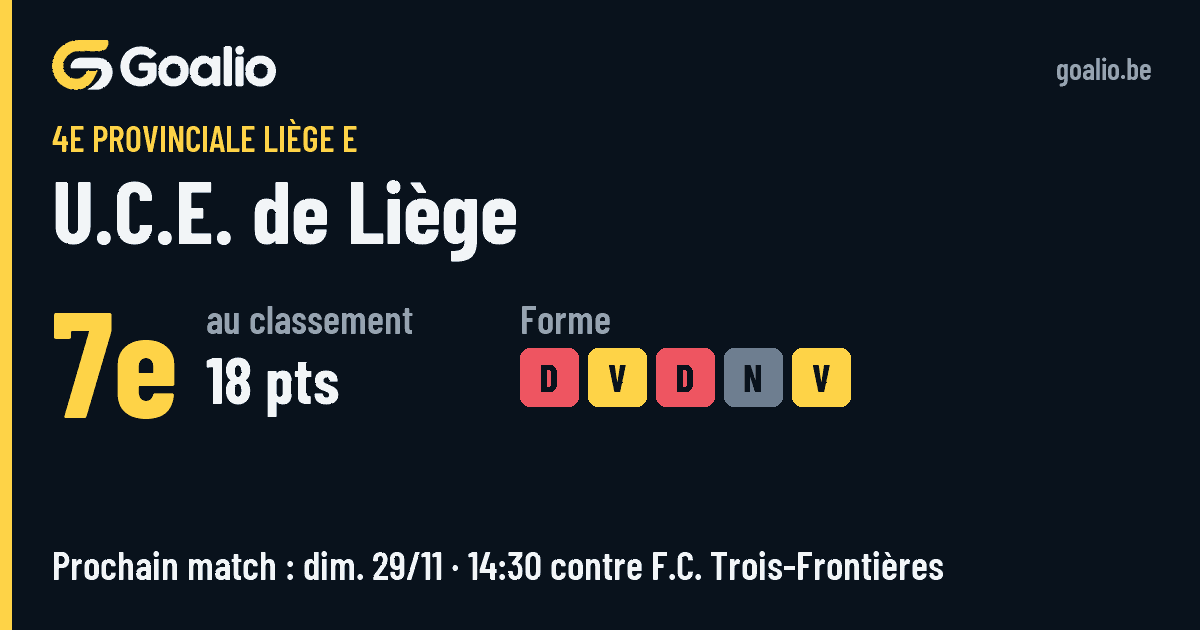 Goalio
goalio.be
4E PROVINCIALE LIÈGE E
U.C.E. de Liège
7e
au classement
18 pts
Forme
D V D N V
Prochain match : dim. 29/11 · 14:30 contre F.C. Trois-Frontières